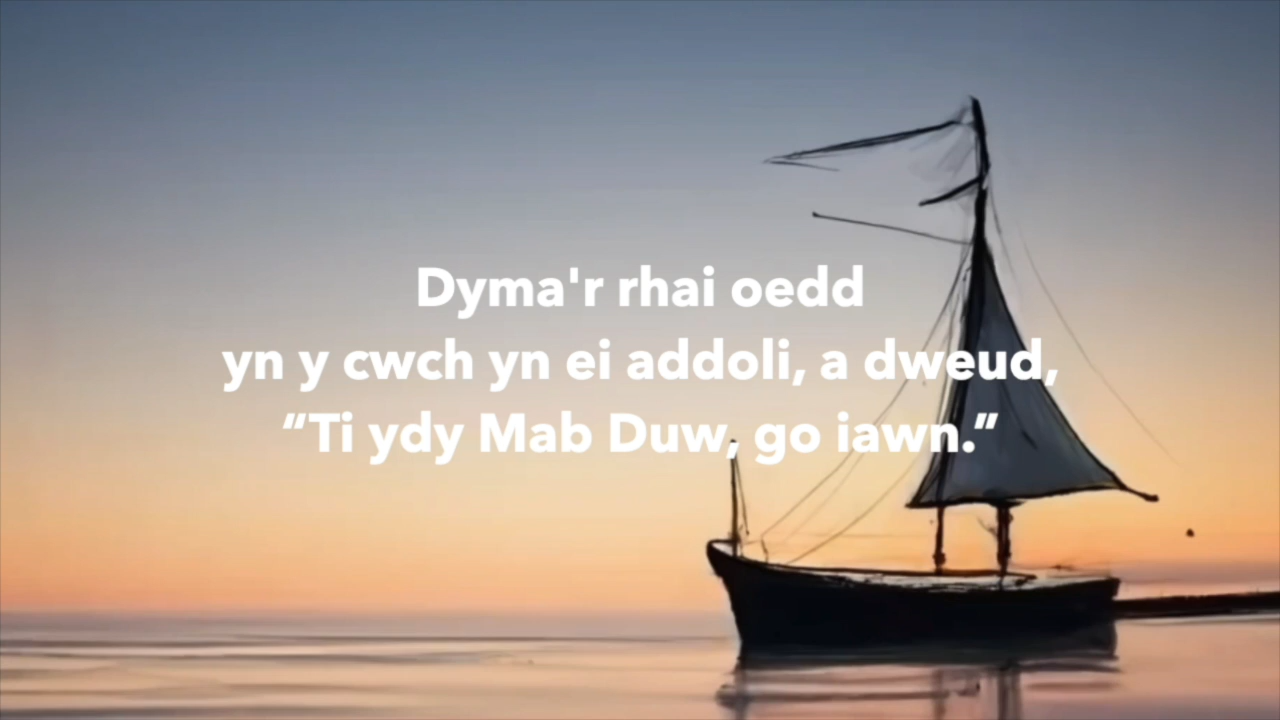 Dyma'r rhai oedd
yn y cwch yn ei addoli, a dweud,
“Ti ydy Mab Duw, go iawn.”